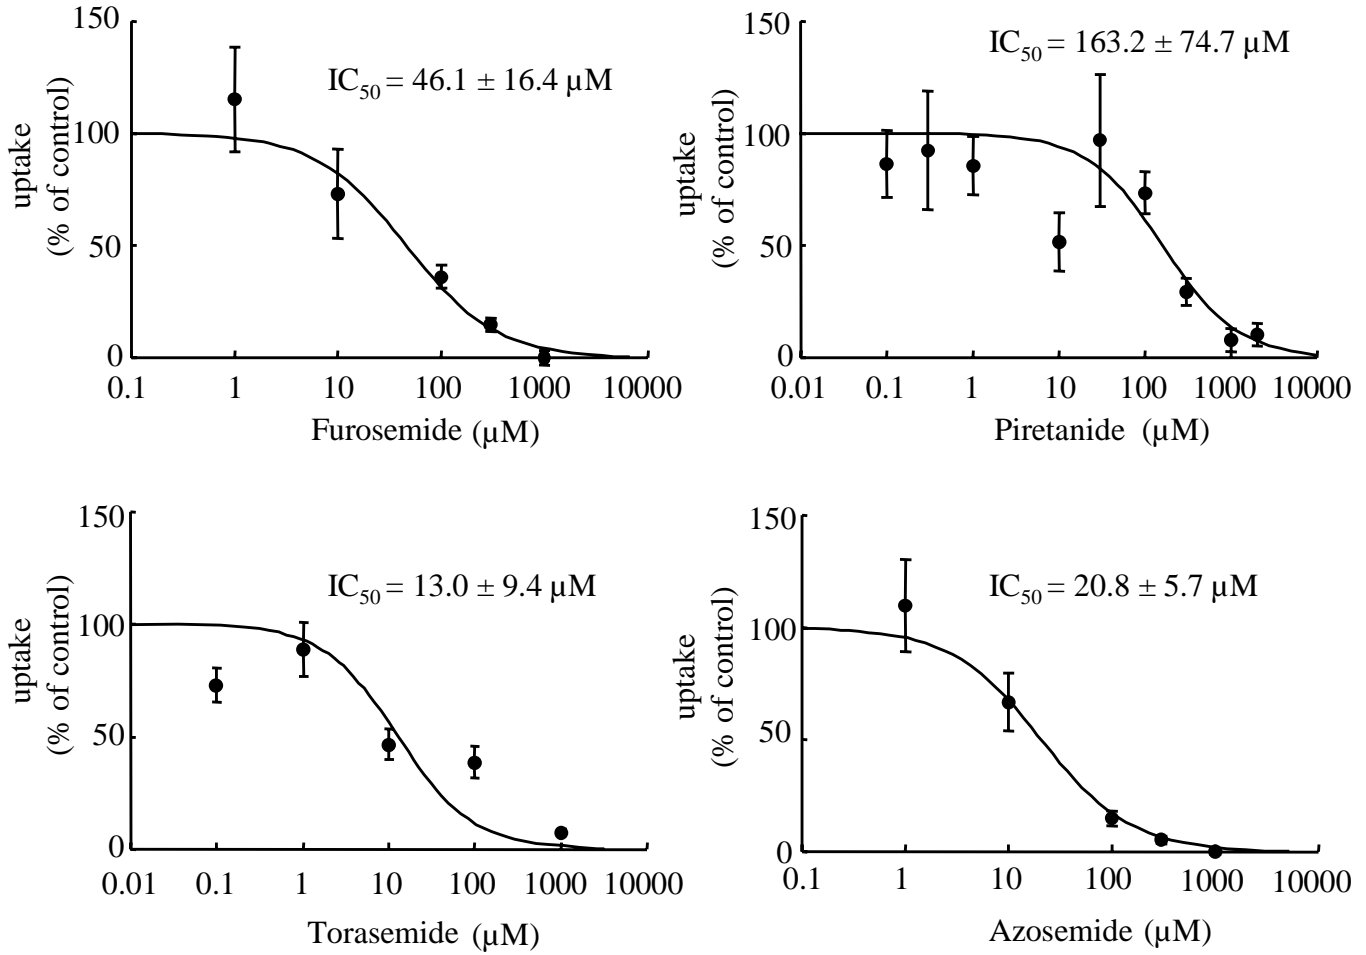 150
100
50
0
uptake
(% of control)
IC50 = 46.1 ± 16.4 µM
0.1 1 10 100 1000 10000
Furosemide (µM)
150
100
50
0
uptake
(% of control)
IC50 = 163.2 ± 74.7 µM
0.01 0.1 1 10 100 1000 10000
Piretanide (µM)
150
100
50
0
uptake
(% of control)
IC50 = 13.0 ± 9.4 µM
0.01 0.1 1 10 100 1000 10000
Torasemide (µM)
150
100
50
0
uptake
(% of control)
IC50 = 20.8 ± 5.7 µM
0.1 1 10 100 1000 10000
Azosemide (µM)